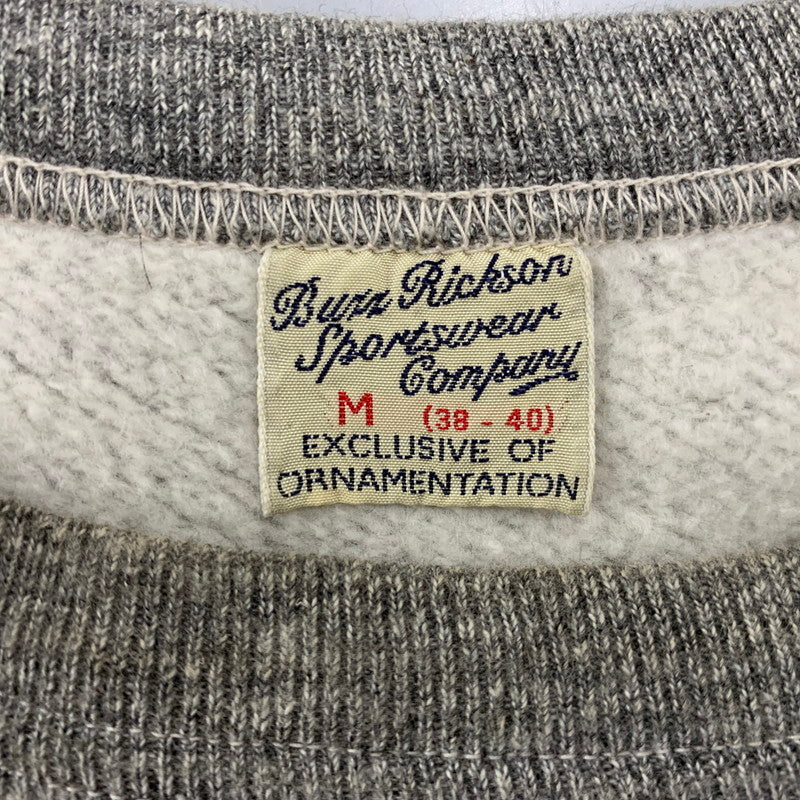 Buzz Rickson
Sportswear
Company
M (38 - 40)
EXCLUSIVE OF
ORNAMENTATION